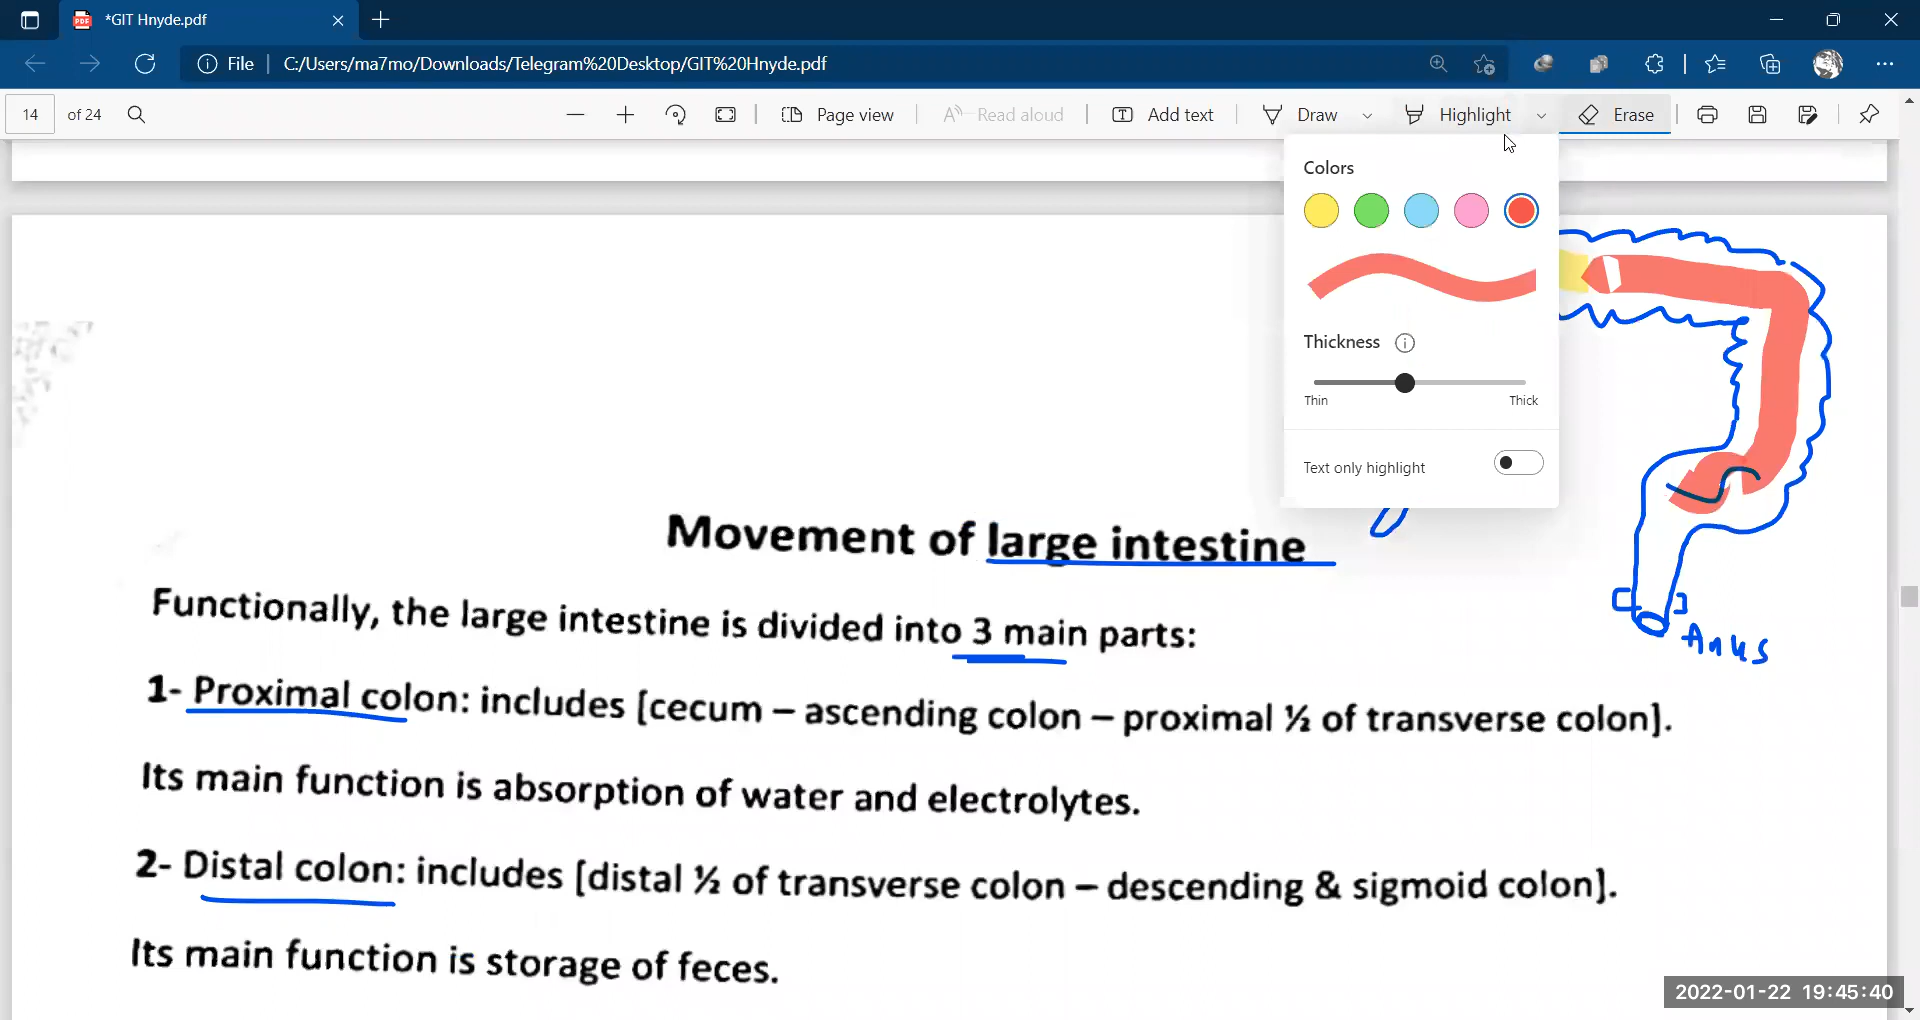 *GIT Hnyde.pdf
File C:/Users/ma7mo/Downloads/Telegram%20Desktop/GIT%20Hnyde.pdf
14 of 24 Page view Read aloud Add text Draw Highlight Erase
Colors
Thickness
Thin Thick
Text only highlight
Movement of large intestine
Functionally, the large intestine is divided into 3 main parts:
Anus
1- Proximal colon: includes [cecum – ascending colon – proximal ½ of transverse colon].
Its main function is absorption of water and electrolytes.
2- Distal colon: includes [distal ½ of transverse colon – descending & sigmoid colon].
Its main function is storage of feces.
2022-01-22 19:45:40